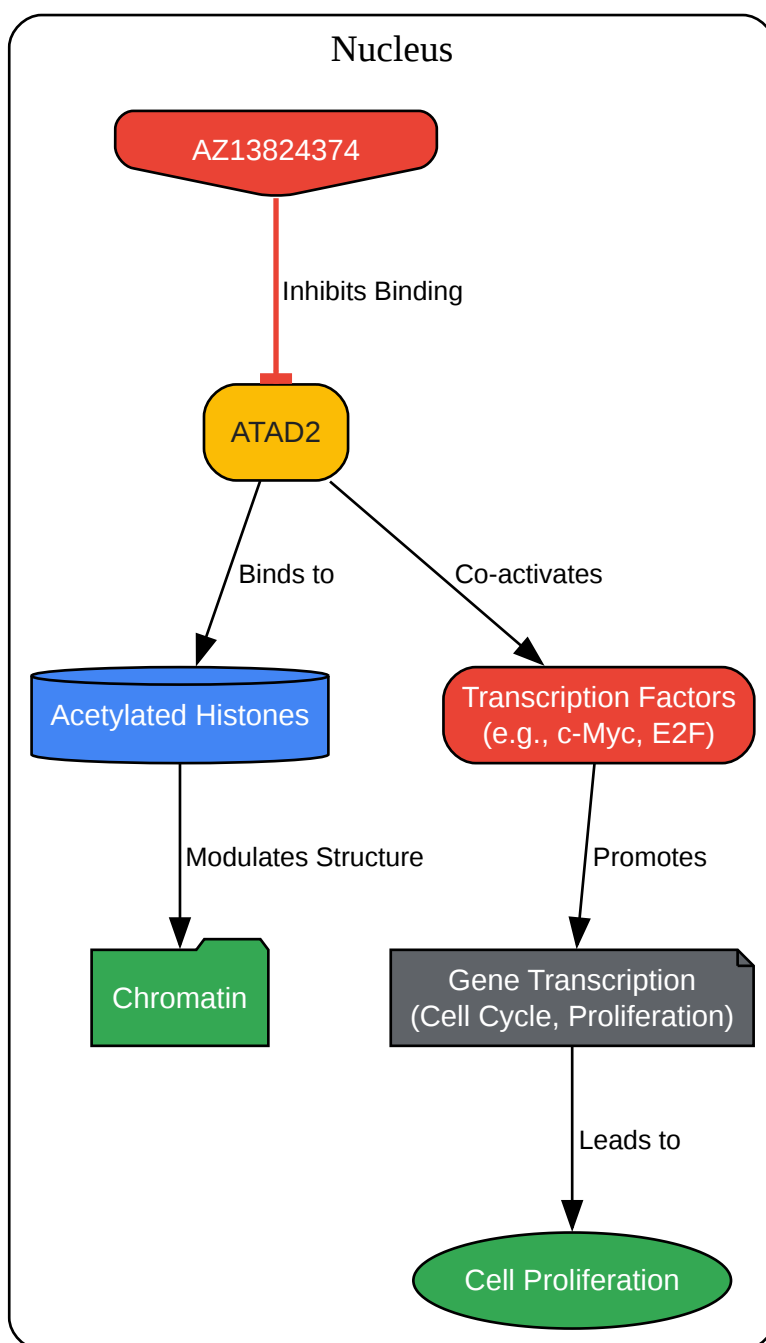 Nucleus
AZ13824374
Inhibits Binding
ATAD2
Binds to
Co-activates
Acetylated Histones
Transcription Factors
(e.g., c-Myc, E2F)
Modulates Structure
Promotes
Chromatin
Gene Transcription
(Cell Cycle, Proliferation)
Leads to
Cell Proliferation